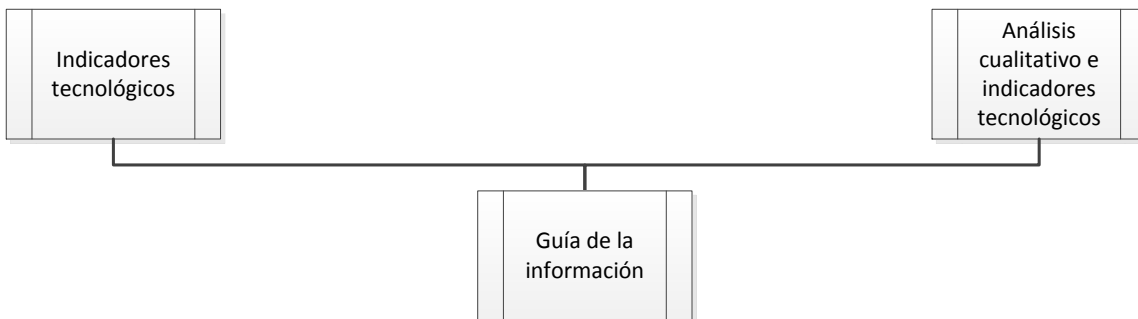 Indicadores
tecnológicos
Análisis
cualitativo e
indicadores
tecnológicos
Guía de la
información